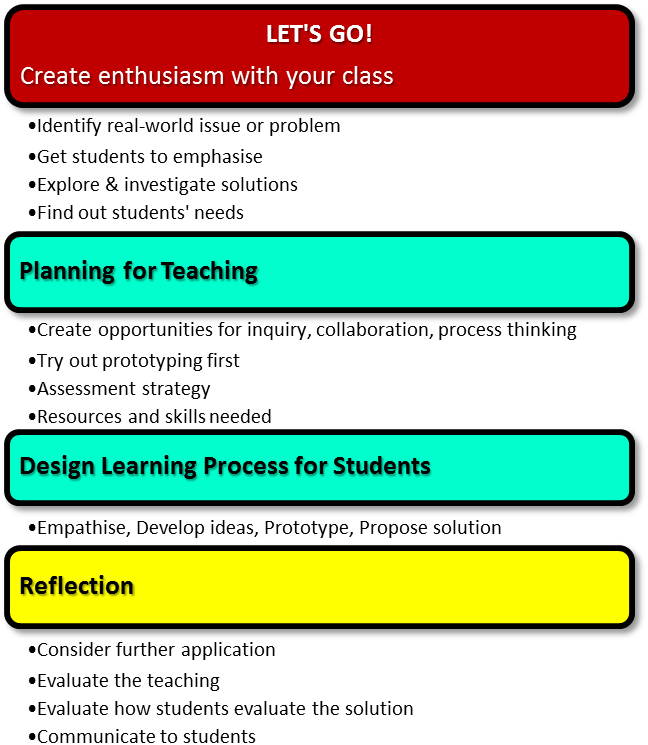 LET'S GO!
Create enthusiasm with your class
•Identify real-world issue or problem
•Get students to emphasise
•Explore & investigate solutions
•Find out students' needs
Planning for Teaching
•Create opportunities for inquiry, collaboration, process thinking
•Try out prototyping first
•Assessment strategy
•Resources and skills needed
Design Learning Process for Students
•Empathise, Develop ideas, Prototype, Propose solution
Reflection
•Consider further application
•Evaluate the teaching
•Evaluate how students evaluate the solution
•Communicate to students